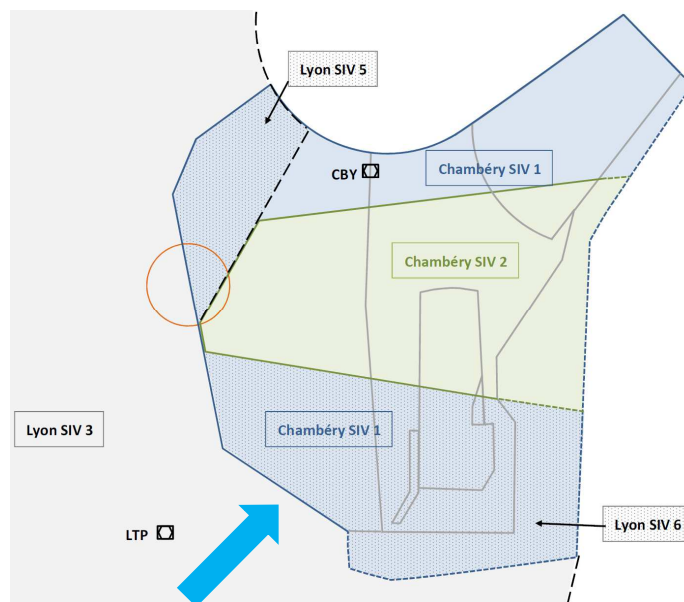 Lyon SIV 5
CBY
Chambéry SIV 1
Chambéry SIV 2
Lyon SIV 3
Chambéry SIV 1
LTP
Lyon SIV 6